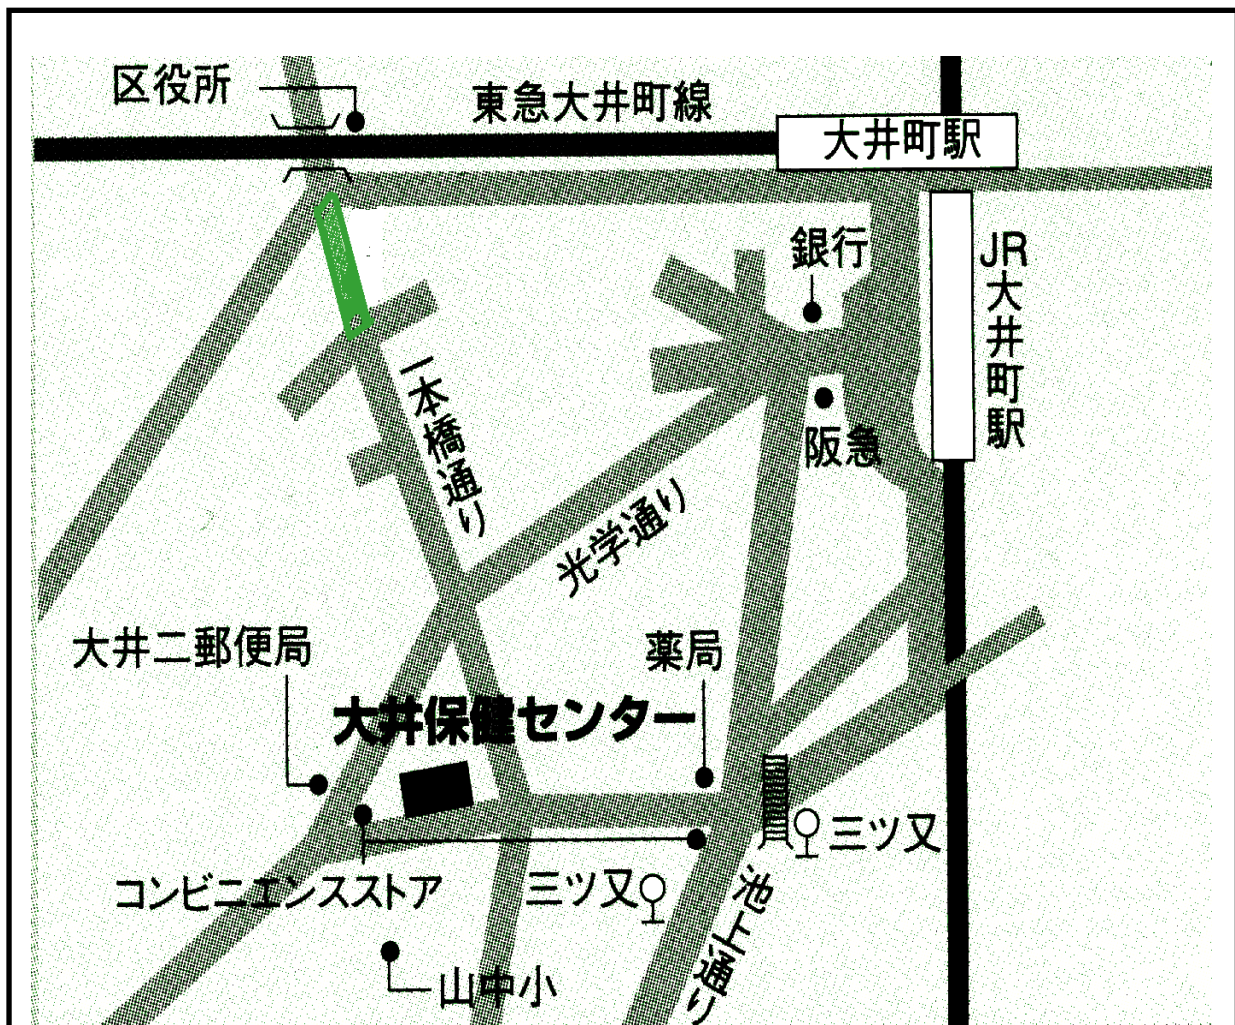 区役所
東急大井町線
大井町駅
銀行
JR大井町駅
阪急
一本橋通り
光学通り
大井二郵便局
薬局
大井保健センター
三ツ又
コンビニエンスストア
三ツ又
池上通り
山中小